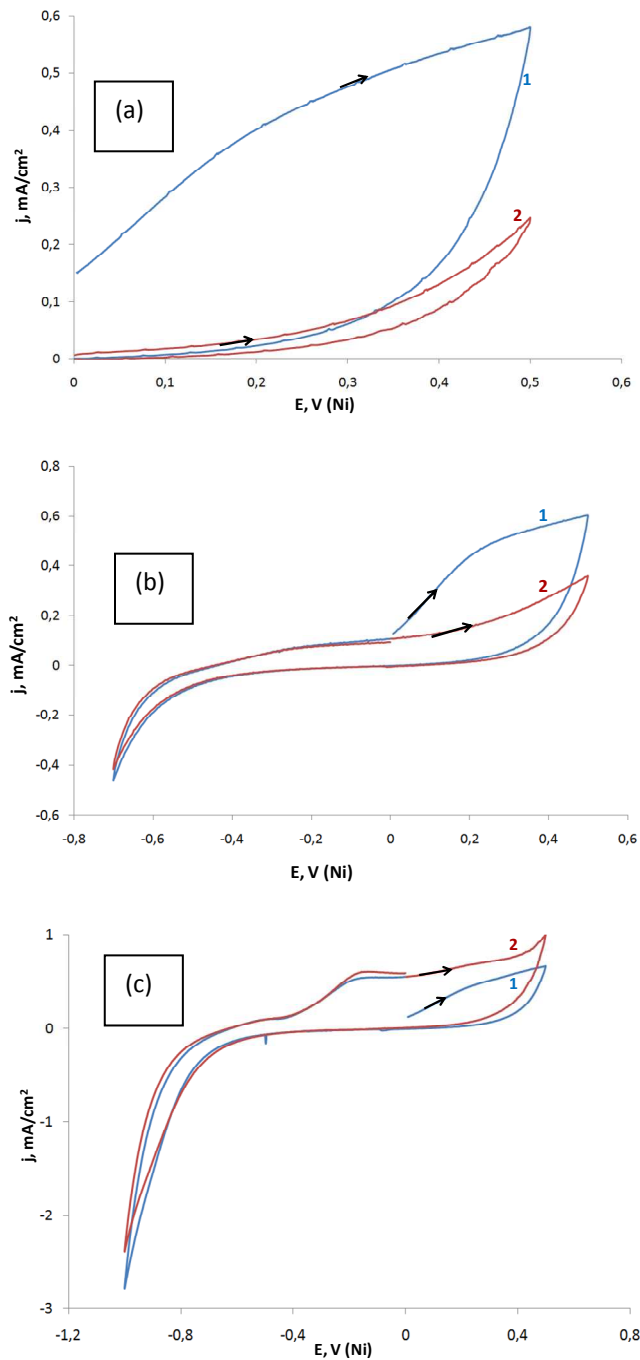 0,6
0,5
0,4
0,3
0,2
0,1
0
j, mA/cm²
(a)
1
2
0 0,1 0,2 0,3 0,4 0,5 0,6
E, V (Ni)
0,8
0,6
0,4
0,2
0
-0,2
-0,4
-0,6
j, mA/cm²
(b)
1
2
-0,8 -0,6 -0,4 -0,2 0 0,2 0,4 0,6
E, V (Ni)
1
0
-1
-2
-3
j, mA/cm²
(c)
2
1
-1,2 -0,8 -0,4 0 0,4 0,8
E, V (Ni)